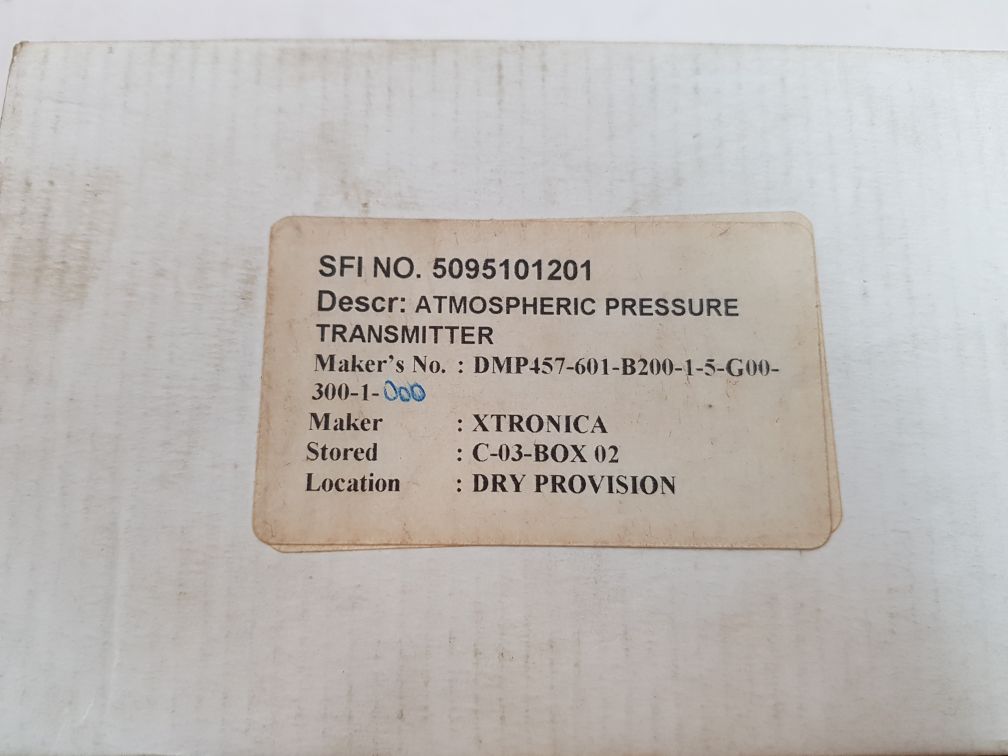 SFI NO. 5095101201
Descr: ATMOSPHERIC PRESSURE
TRANSMITTER
Maker's No. : DMP457-601-B200-1-5-G00-
300-1-000
Maker : XTRONICA
Stored : C-03-BOX 02
Location : DRY PROVISION